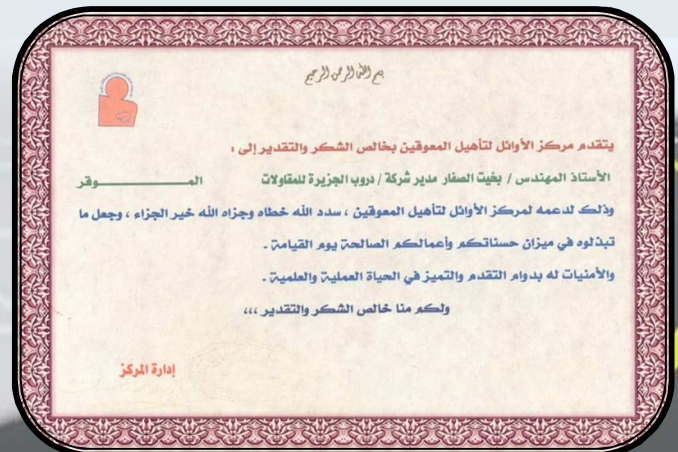 بسم الله الرحمن الرحيم
يتقدم مركز الأوائل لتأهيل المعوقين بخالص الشكر والتقدير إلى :
الأستاذ المهندس / بخيت الصفار مدير شركة / دروب الجزيرة للمقاولات المـــــــــوقر
وذلك لدعمه لمركز الأوائل لتأهيل المعوقين ، سدد الله خطاه وجزاه الله خير الجزاء ، وجعل ما
تبذلوه في ميزان حسناتكم وأعمالكم الصالحة يوم القيامة .
والأمنيات له بدوام التقدم والتميز في الحياة العملية والعلمية .
ولكم منا خالص الشكر والتقدير ،،،
إدارة المركز